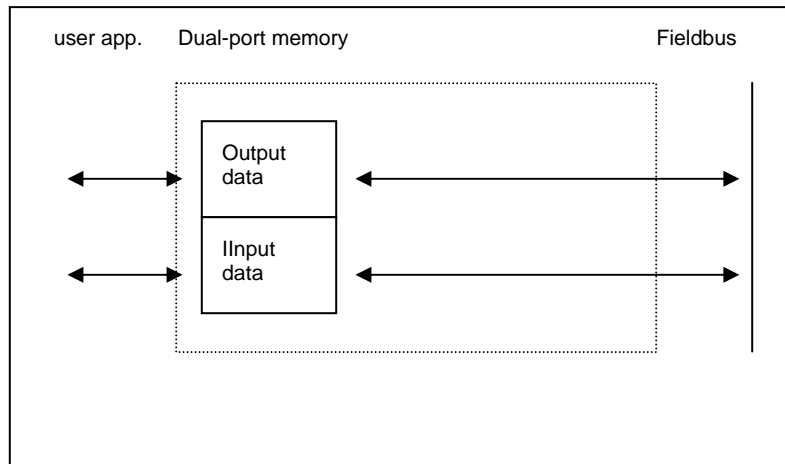 user app. Dual-port memory Fieldbus
Output
data
IInput
data